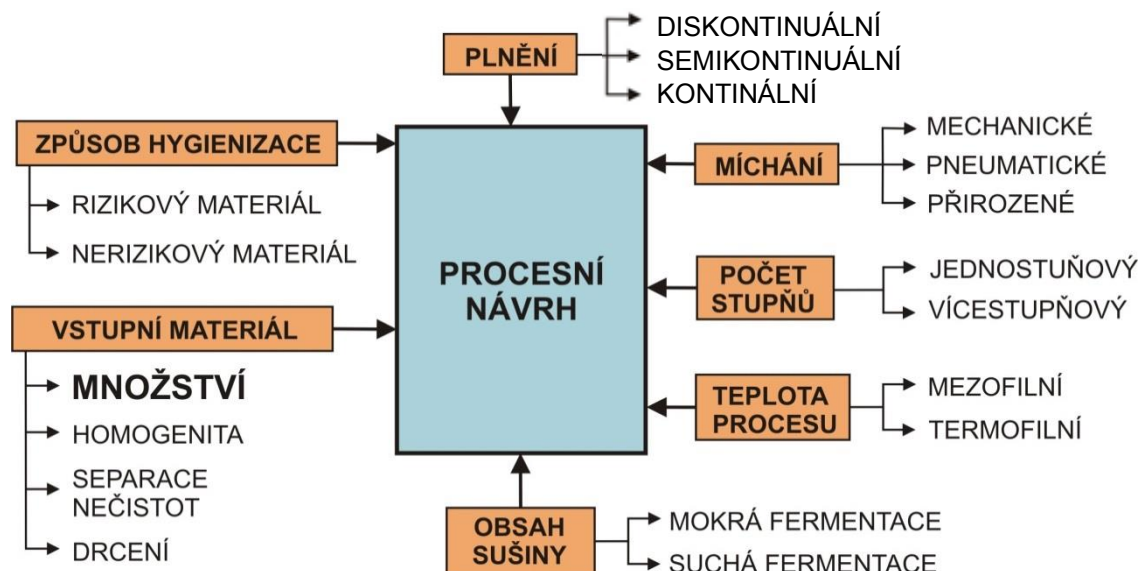 PLNĚNÍ
DISKONTINUÁLNÍ
SEMIKONTINUÁLNÍ
KONTINÁLNÍ
ZPŮSOB HYGIENIZACE
RIZIKOVÝ MATERIÁL
NERIZIKOVÝ MATERIÁL
VSTUPNÍ MATERIÁL
MNOŽSTVÍ
HOMOGENITA
SEPARACE
NEČISTOT
DRCENÍ
PROCESNÍ
NÁVRH
MÍCHÁNÍ
MECHANICKÉ
PNEUMATICKÉ
PŘIROZENÉ
POČET
STUPŇŮ
JEDNOSTUŇOVÝ
VÍCESTUPŇOVÝ
TEPLOTA
PROCESU
MEZOFILNÍ
TERMOFILNÍ
OBSAH
SUŠINY
MOKRÁ FERMENTACE
SUCHÁ FERMENTACE